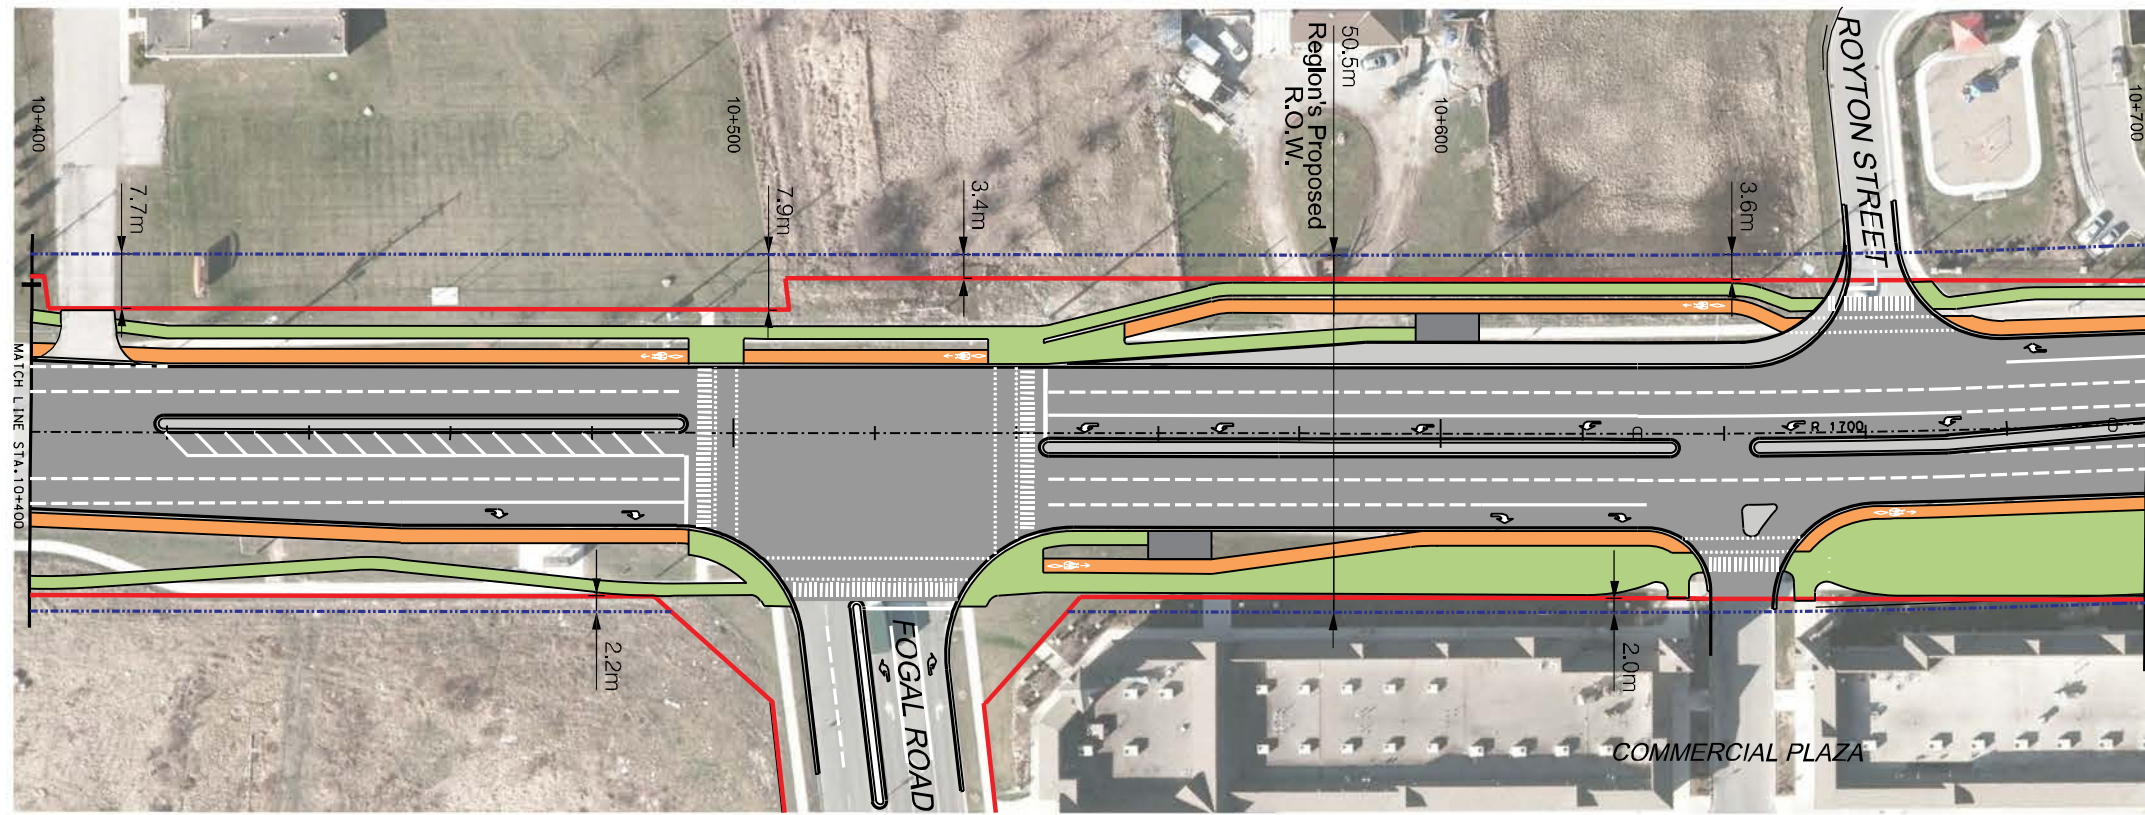 10+400
10+500
50.5m
Region's Proposed
R.O.W.
10+600
ROYTON STREET
10+700
7.7m
7.9m
3.4m
3.6m
MATCH LINE STA.10+400
R 1700
2.2m
FOGAL ROAD
2.0m
COMMERCIAL PLAZA